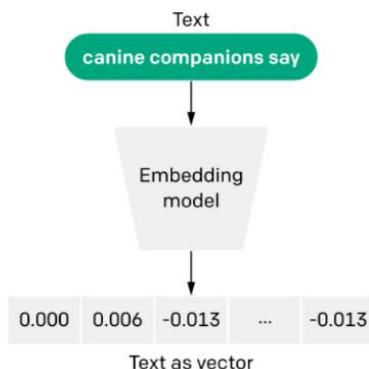 Text
canine companions say
Embedding
model
0.000 0.006 -0.013 ... -0.013
Text as vector